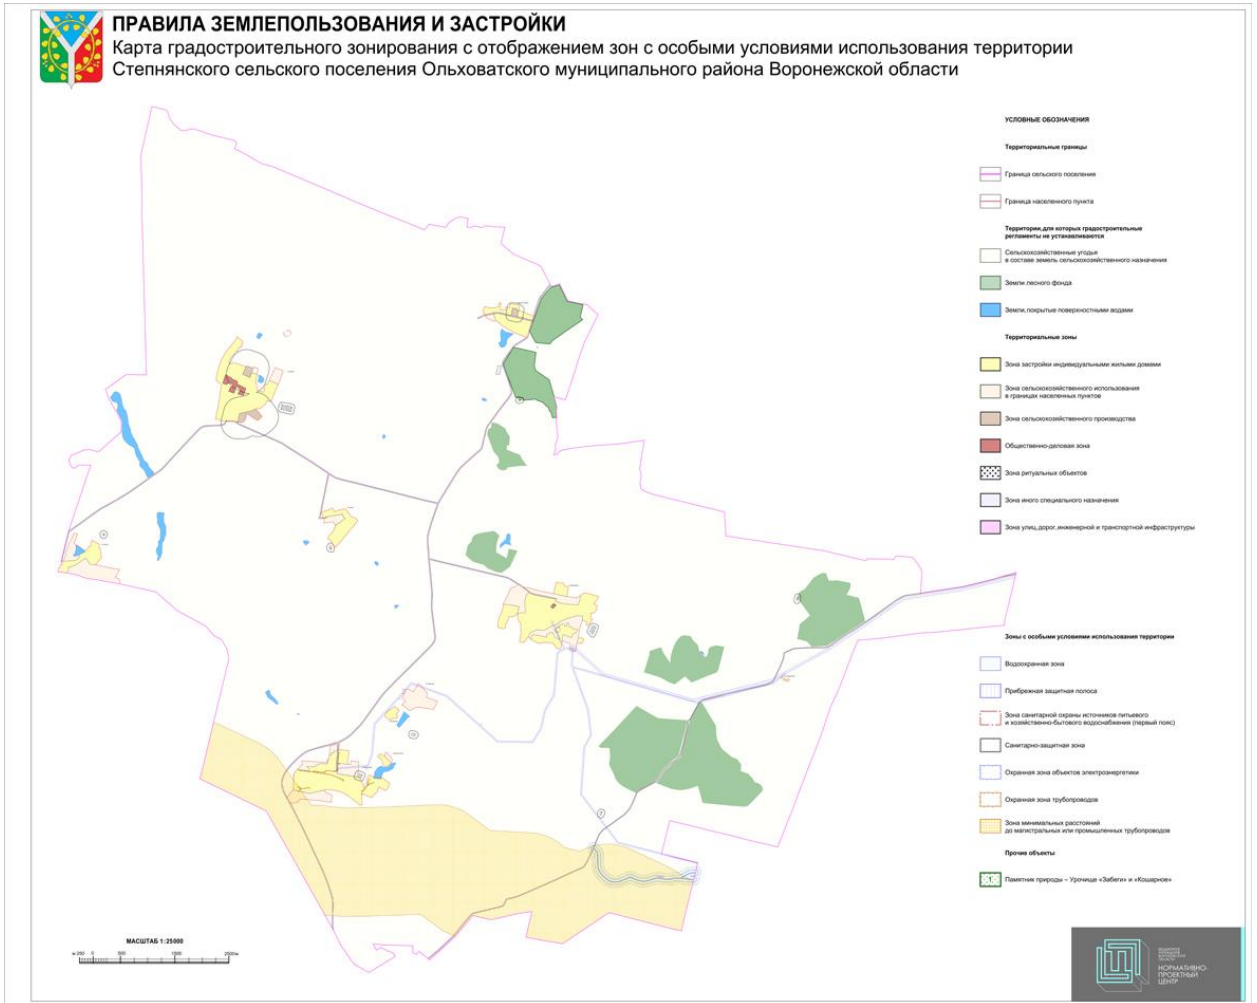 ПРАВИЛА ЗЕМЛЕПОЛЬЗОВАНИЯ И ЗАСТРОЙКИ
Карта градостроительного зонирования с отображением зон с особыми условиями использования территории
Степнянского сельского поселения Ольховатского муниципального района Воронежской области
УСЛОВНЫЕ ОБОЗНАЧЕНИЯ
Территориальные границы
Граница сельского поселения
Граница населенного пункта
Территории, для которых градостроительные
регламенты не устанавливаются
Сельскохозяйственные угодья
в составе земель сельскохозяйственного назначения
Земли лесного фонда
Земли, покрытые поверхностными водами
Территориальные зоны
Зона застройки индивидуальными жилыми домами
Зона сельскохозяйственного использования
в границах населенных пунктов
Зона сельскохозяйственного производства
Общественно-деловая зона
Зона ритуальных объектов
Зона иного специального назначения
Зона улиц, дорог, инженерной и транспортной инфраструктуры
Зоны с особыми условиями использования территории
Водоохранная зона
Прибрежная защитная полоса
Зона санитарной охраны источников питьевого
и хозяйственно-бытового водоснабжения (первый пояс)
Санитарно-защитная зона
Охранная зона объектов электроэнергетики
Охранная зона трубопроводов
Зона минимальных расстояний
до магистральных или промышленных трубопроводов
Прочие объекты
Памятник природы – Урочище «Забеги» и «Кошарное»
МАСШТАБ 1:25000
м 250 0 500 1500 2500м
НОРМАТИВНО-
ПРОЕКТНЫЙ
ЦЕНТР